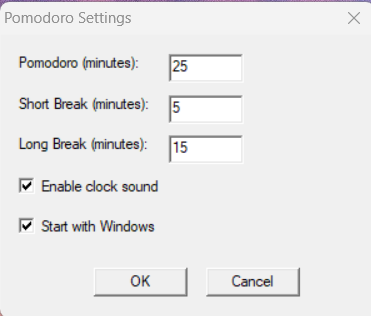 Pomodoro Settings
Pomodoro (minutes): 25
Short Break (minutes): 5
Long Break (minutes): 15
Enable clock sound
Start with Windows
OK Cancel